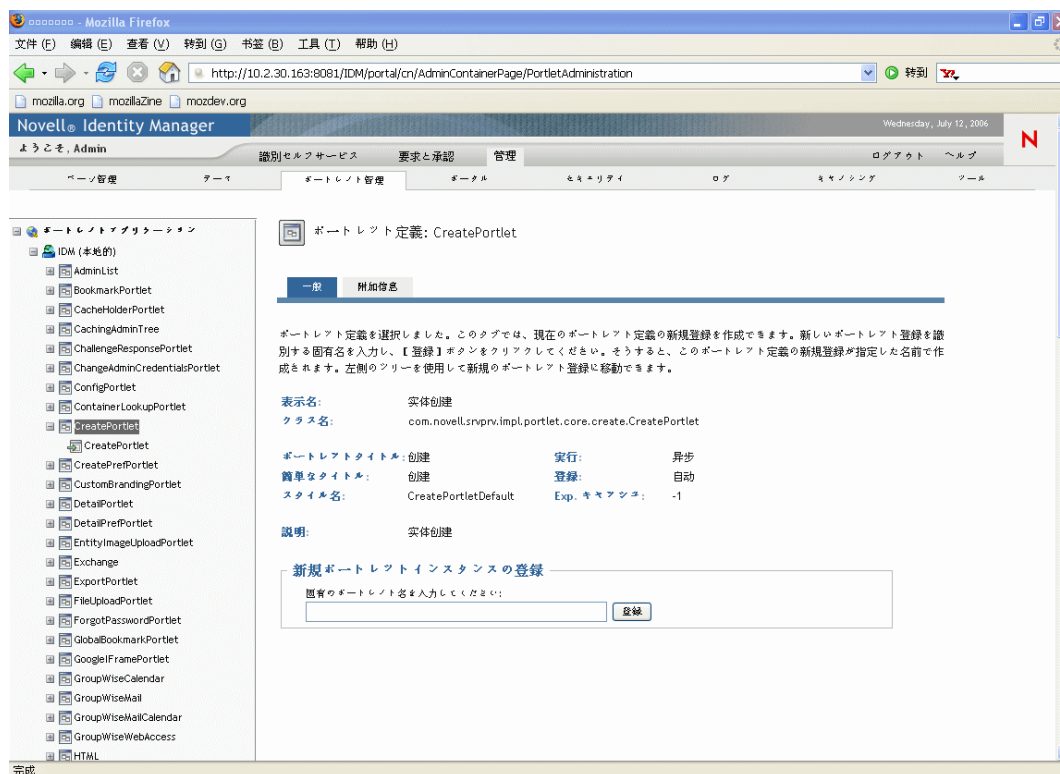 - Mozilla Firefox
文件 (F) 编辑 (E) 查看 (V) 转到 (G) 书签 (B) 工具 (T) 帮助 (H)
http://10.2.30.163:8081/IDM/portal/cn/AdminContainerPage/PortletAdministration 转到
mozilla.org mozillaZine mozdev.org
Novell® Identity Manager Wednesday, July 12, 2006
N
ようこそ, Admin
識別セルフサービス 要求と承認 管理 ログアウト ヘルプ
ページ管理 テーマ ポートレット管理 ポータル セキュリティ ログ キャッシング ツール
ポートレットアプリケーション
IDM (本地的)
AdminList
BookmarkPortlet
CacheHolderPortlet
CachingAdminTree
ChallengeResponsePortlet
ChangeAdminCredentialsPortlet
ConfigPortlet
ContainerLookupPortlet
CreatePortlet
CreatePortlet
CreatePrefPortlet
CustomBrandingPortlet
DetailPortlet
DetailPrefPortlet
EntityImageUploadPortlet
Exchange
ExportPortlet
FileUploadPortlet
ForgotPasswordPortlet
GlobalBookmarkPortlet
GoogleIFramePortlet
GroupWiseCalendar
GroupWiseMail
GroupWiseMailCalendar
GroupWiseWebAccess
HTML
ポートレット定義: CreatePortlet
一般 附加信息
ポートレット定義を選択しました。このタブでは、現在のポートレット定義の新規登録を作成できます。新しいポートレット登録を識
別する固有名を入力し、[登録]ボタンをクリックしてください。そうすると、このポートレット定義の新規登録が指定した名前で作
成されます。左側のツリーを使用して新規のポートレット登録に移動できます。
表示名: 实体创建
クラス名: com.novell.srvprv.impl.portlet.core.create.CreatePortlet
ポートレットタイトル: 创建 実行: 异步
簡単なタイトル: 创建 登録: 自动
スタイル名: CreatePortletDefault Exp. キャッシュ: -1
説明: 实体创建
新規ポートレットインスタンスの登録
固有のポートレット名を入力してください:
登録
完成